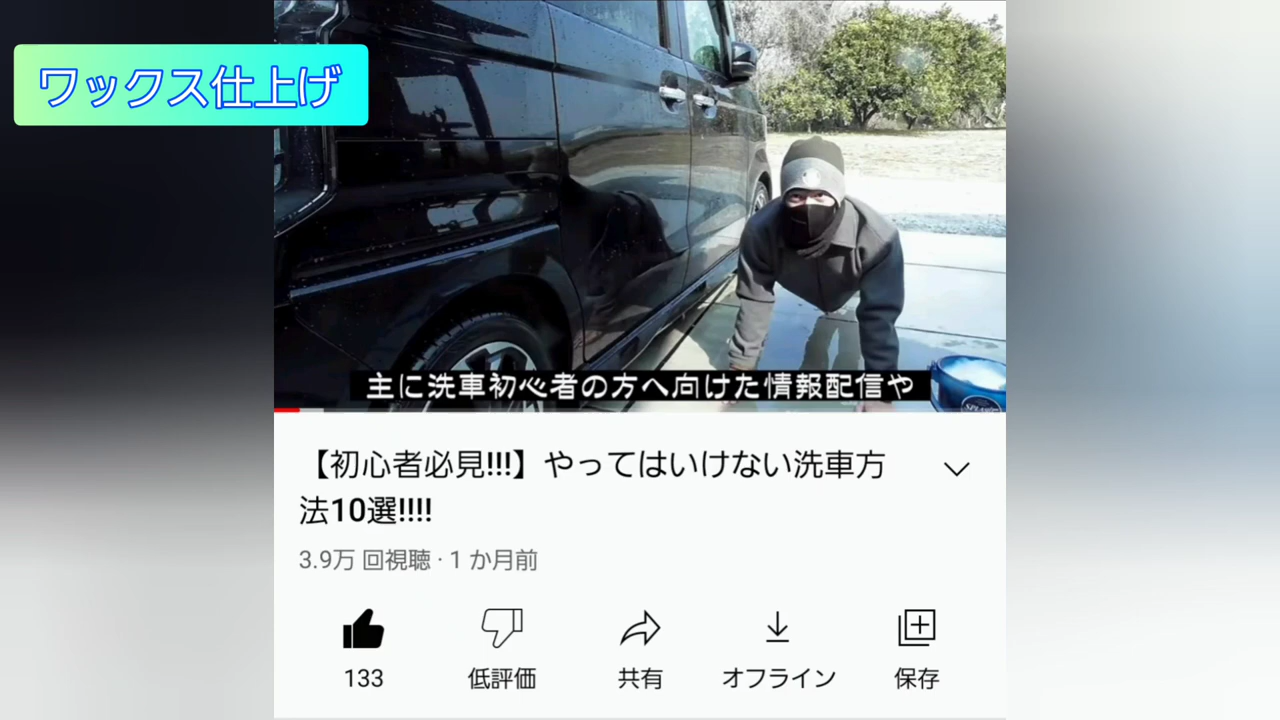 ワックス仕上げ
主に洗車初心者の方へ向けた情報配信や
【初心者必見!!!】やってはいけない洗車方
法10選!!!!
3.9万 回視聴 · 1 か月前
133
低評価
共有
オフライン
保存